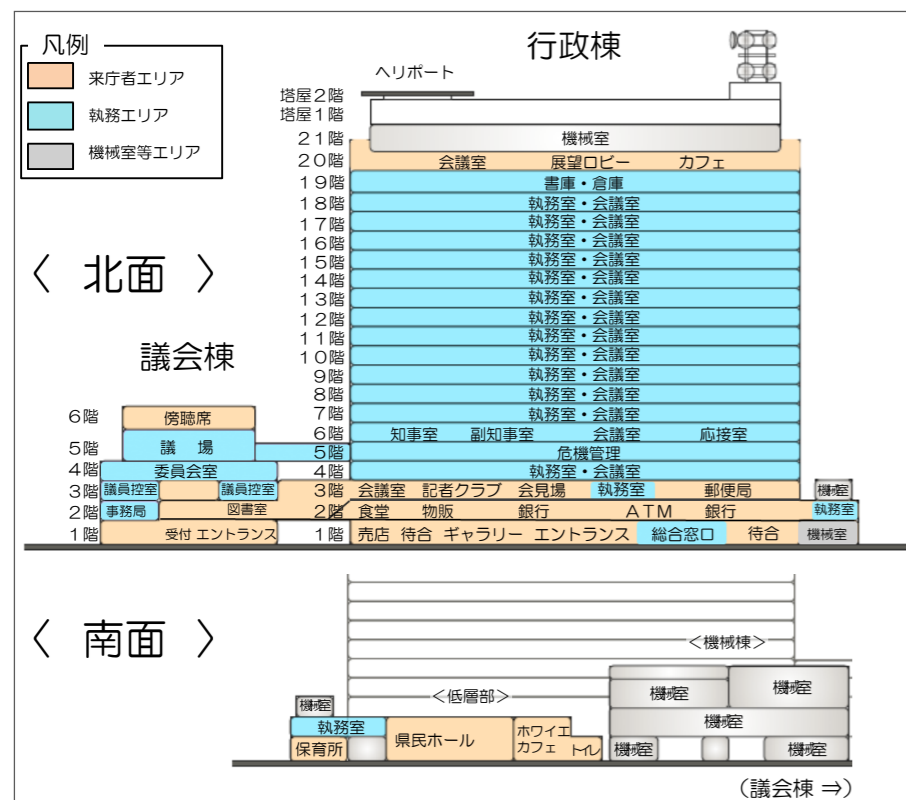 凡例
来庁者エリア
執務エリア
機械室等エリア
行政棟
ヘリポート
塔屋2階
塔屋1階
21階 機械室
20階 会議室 展望ロビー カフェ
19階 書庫・倉庫
18階 執務室・会議室
17階 執務室・会議室
16階 執務室・会議室
15階 執務室・会議室
14階 執務室・会議室
13階 執務室・会議室
12階 執務室・会議室
11階 執務室・会議室
10階 執務室・会議室
9階 執務室・会議室
8階 執務室・会議室
7階 執務室・会議室
6階 知事室 副知事室 会議室 応接室
5階 危機管理
4階 執務室・会議室
3階 会議室 記者クラブ 会見場 執務室 郵便局 機械室
2階 食堂 物販 銀行 ATM 銀行 執務室
1階 売店 待合 ギャラリー エントランス 総合窓口 待合 機械室
〈 北面 〉
議会棟
6階 傍聴席
5階 議 場
4階 委員会室
3階 議員控室 議員控室
2階 事務局 図書室
1階 受付 エントランス
〈 南面 〉
<機械棟>
<低層部>
機械室 機械室 機械室
執務室 機械室
保育所 県民ホール ホワイエ
カフェ トイレ 機械室 機械室
(議会棟 ⇒)